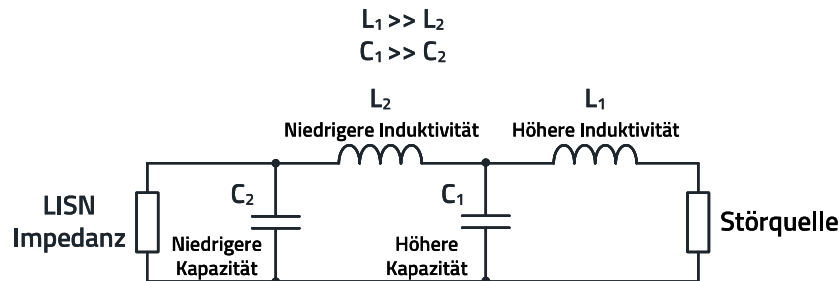 L₁ >> L₂
C₁ >> C₂
L₂
Niedrigere Induktivität
L₁
Höhere Induktivität
LISN
Impedanz
C₂
Niedrigere
Kapazität
C₁
Höhere
Kapazität
Störquelle